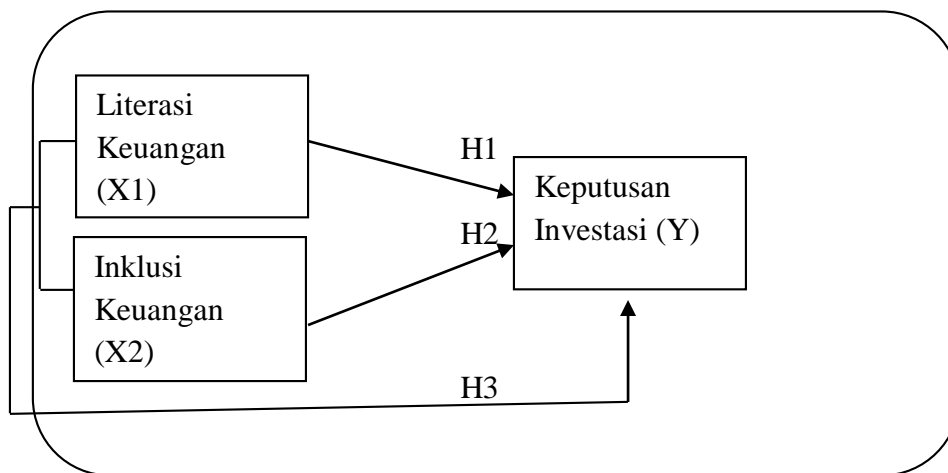 Literasi
Keuangan
(X1)
H1
Keputusan
Investasi (Y)
H2
Inklusi
Keuangan
(X2)
H3